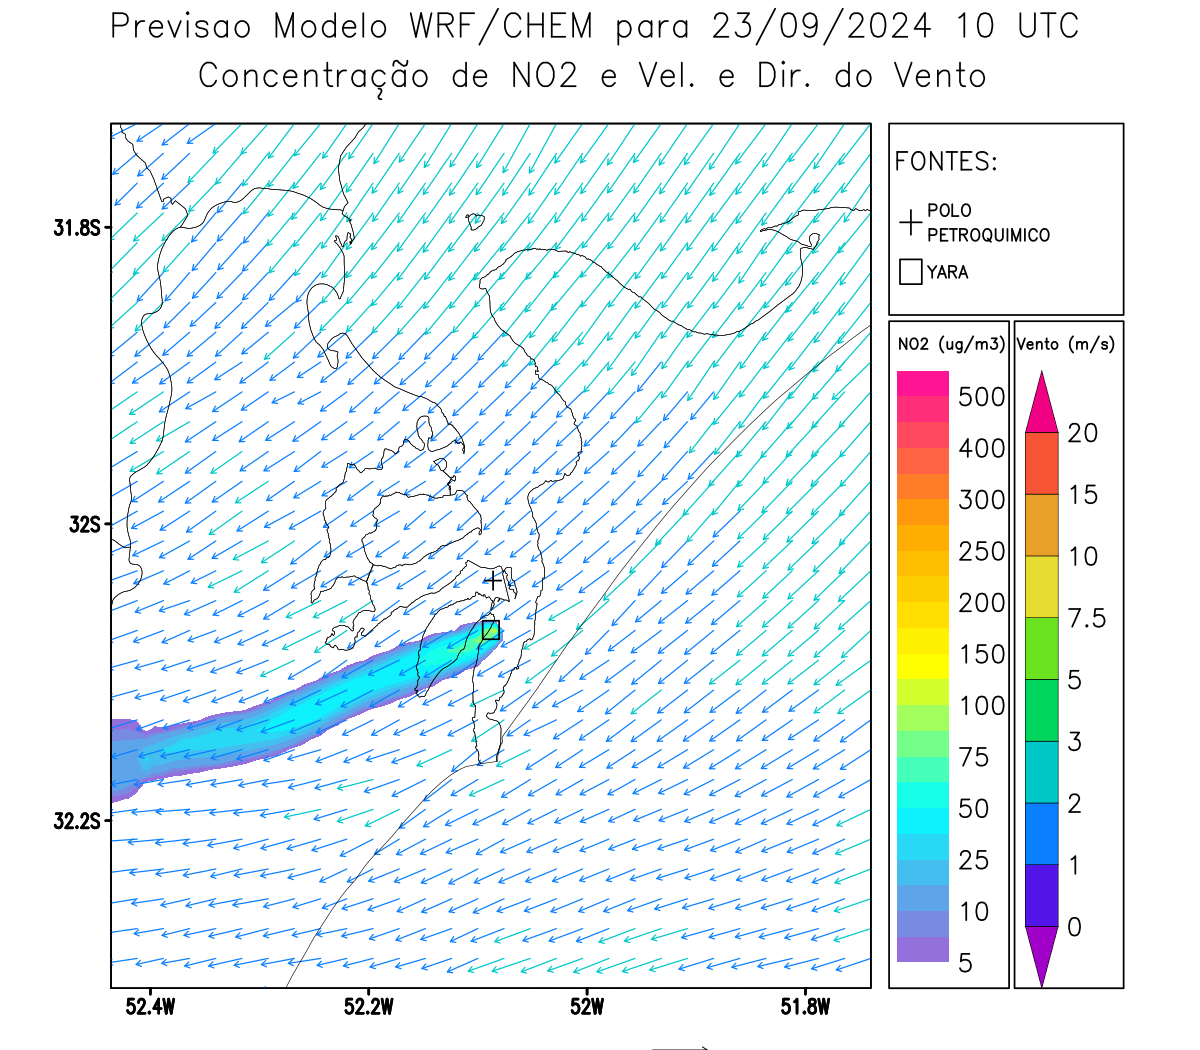 Previsao Modelo WRF/CHEM para 23/09/2024 10 UTC
Concentração de NO2 e Vel. e Dir. do Vento
FONTES:
POLO
PETROQUIMICO
YARA
NO2 (ug/m3)
500
400
300
250
200
150
100
75
50
25
10
5
Vento (m/s)
20
15
10
7.5
5
3
2
1
0
31.8S
32S
32.2S
52.4W
52.2W
52W
51.8W